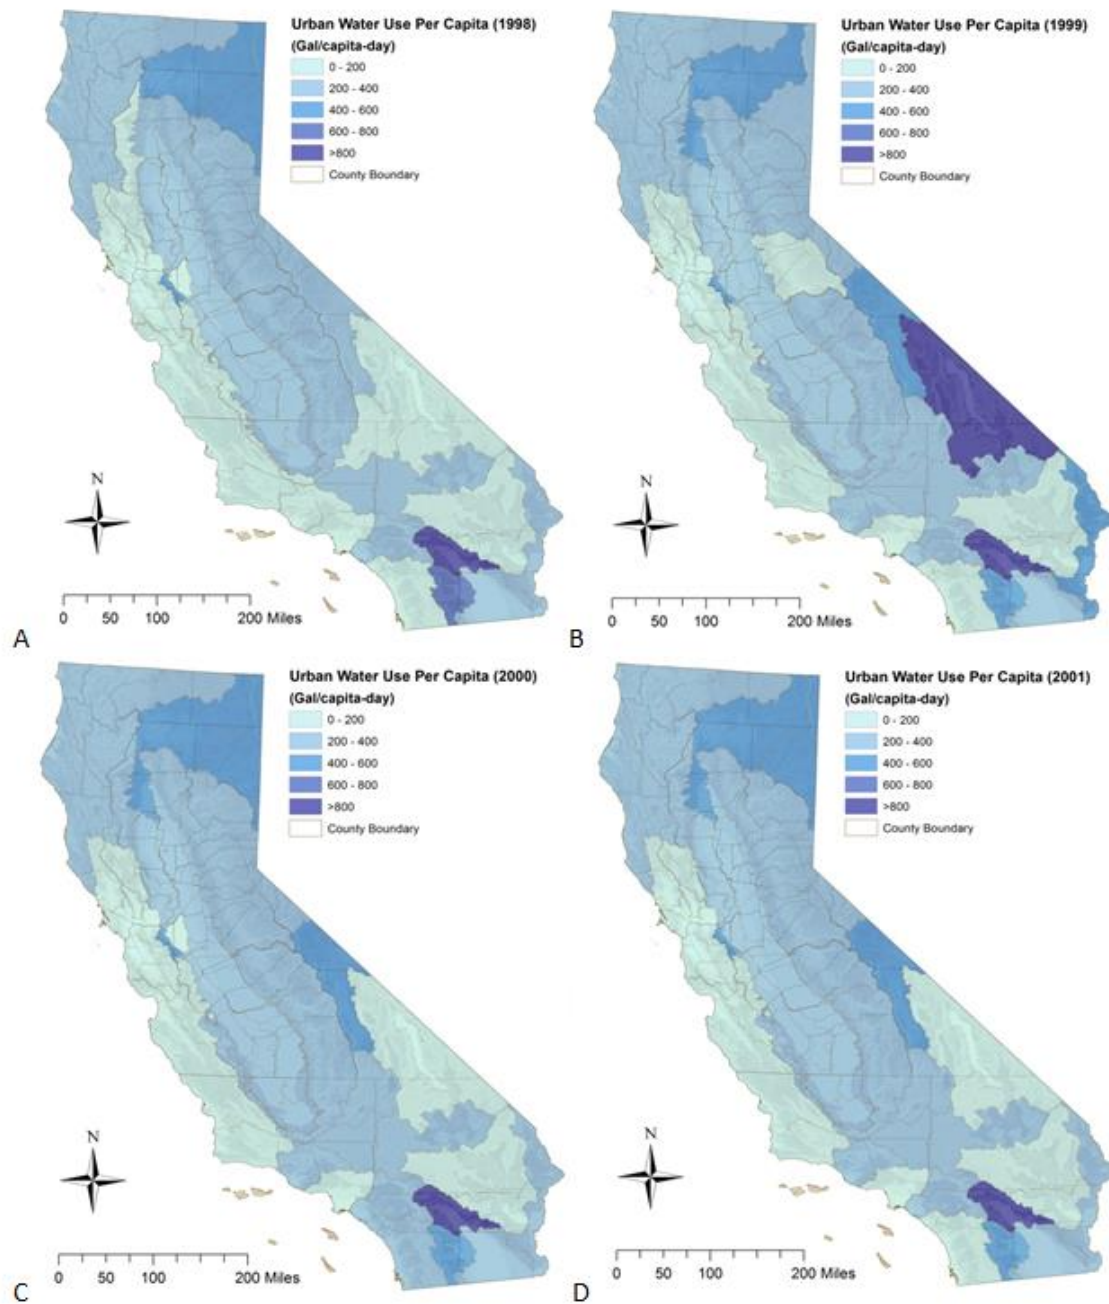 Urban Water Use Per Capita (1998)
(Gal/capita-day)
0 - 200
200 - 400
400 - 600
600 - 800
>800
County Boundary
N
0 50 100 200 Miles
A
Urban Water Use Per Capita (1999)
(Gal/capita-day)
0 - 200
200 - 400
400 - 600
600 - 800
>800
County Boundary
N
0 50 100 200 Miles
B
Urban Water Use Per Capita (2000)
(Gal/capita-day)
0 - 200
200 - 400
400 - 600
600 - 800
>800
County Boundary
N
0 50 100 200 Miles
C
Urban Water Use Per Capita (2001)
(Gal/capita-day)
0 - 200
200 - 400
400 - 600
600 - 800
>800
County Boundary
N
0 50 100 200 Miles
D